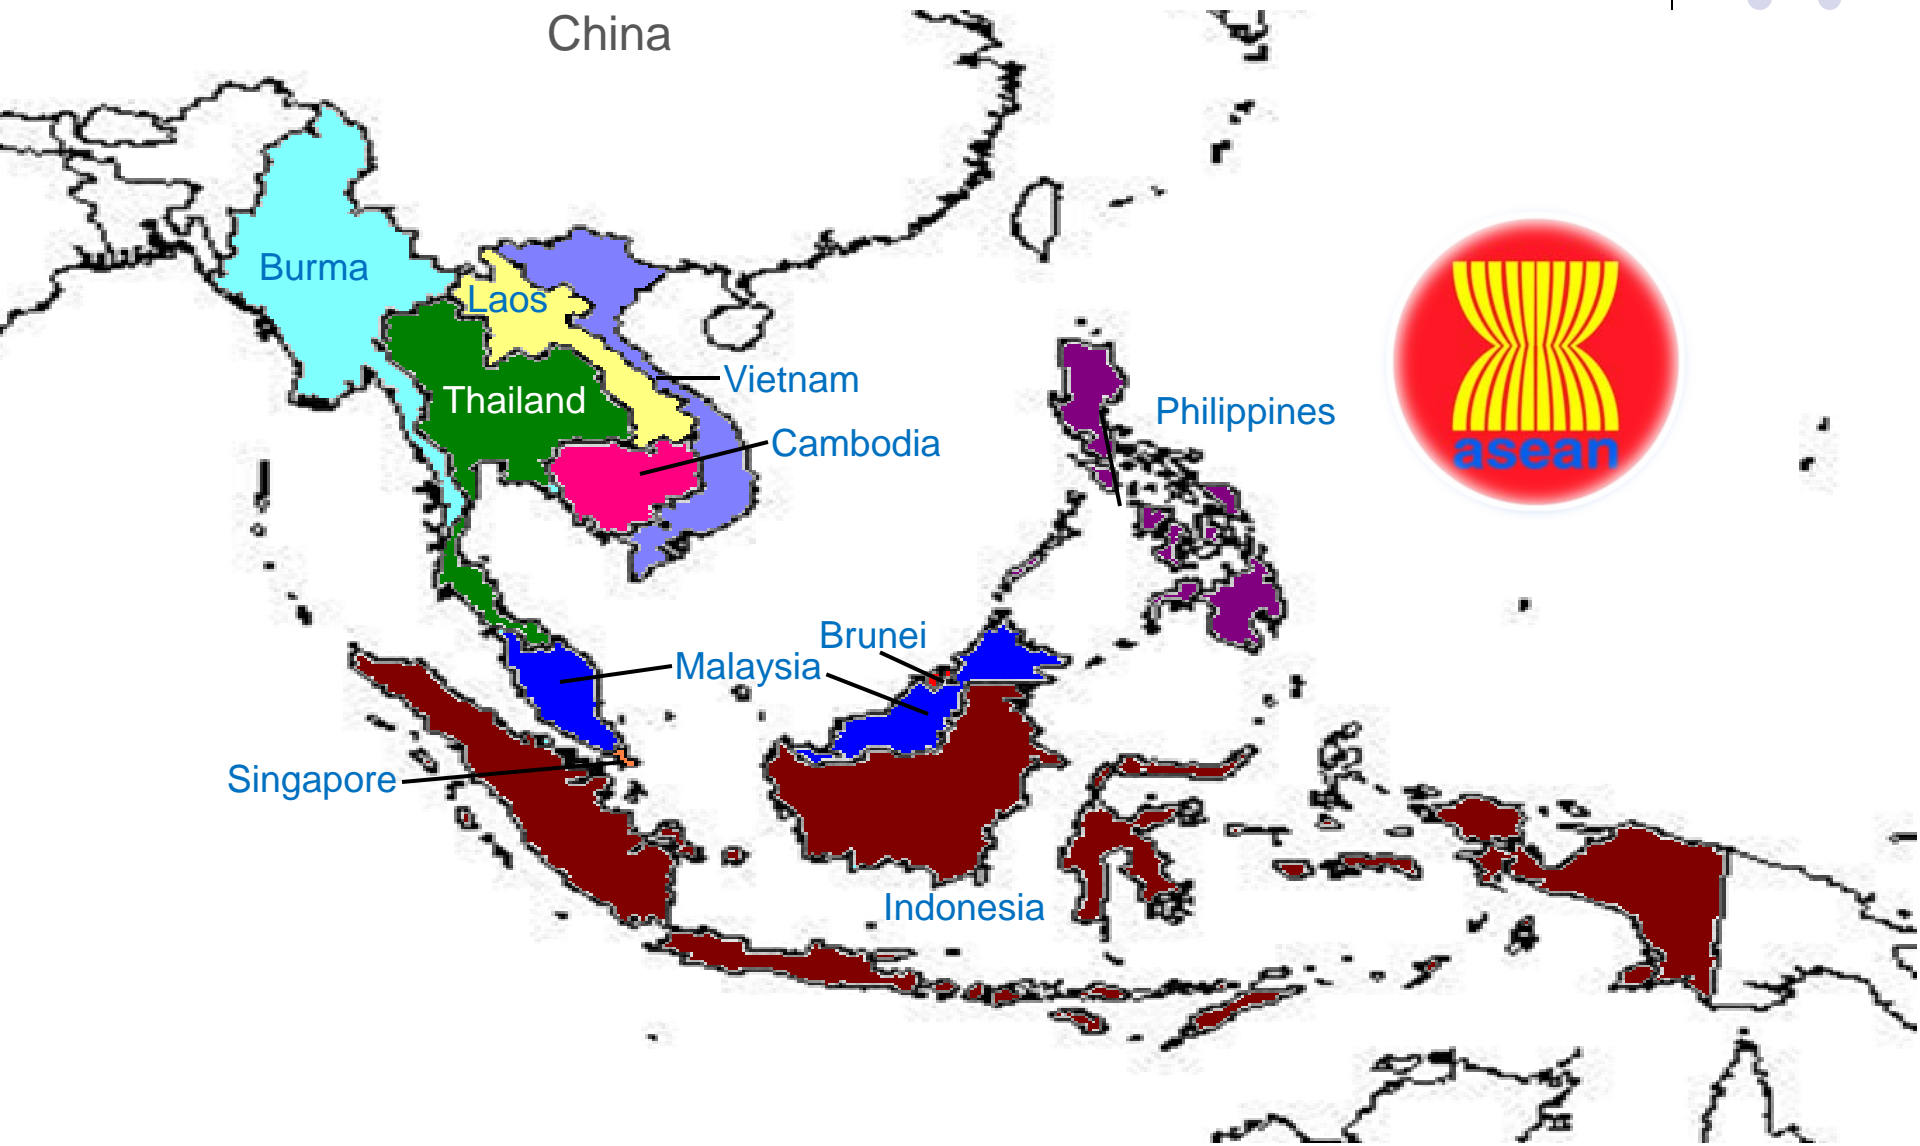 China
Burma
Laos
Thailand
Vietnam
Philippines
Cambodia
asean
Brunei
Malaysia
Singapore
Indonesia